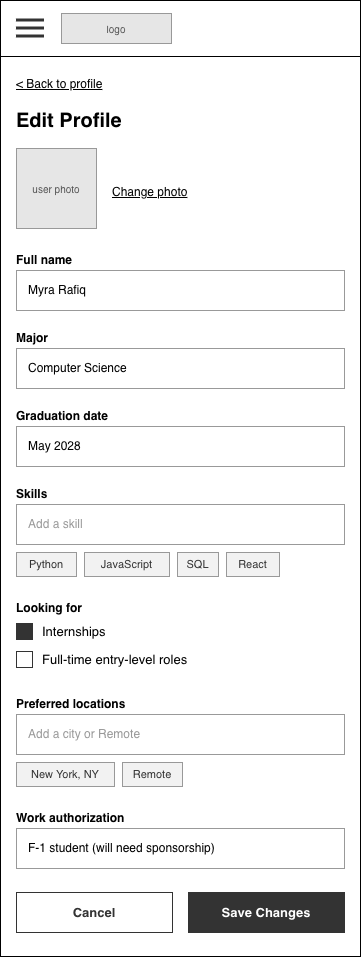 logo
< Back to profile
Edit Profile
user photo
Change photo
Full name
Myra Rafiq
Major
Computer Science
Graduation date
May 2028
Skills
Add a skill
Python JavaScript SQL React
Looking for
Internships
Full-time entry-level roles
Preferred locations
Add a city or Remote
New York, NY Remote
Work authorization
F-1 student (will need sponsorship)
Cancel Save Changes